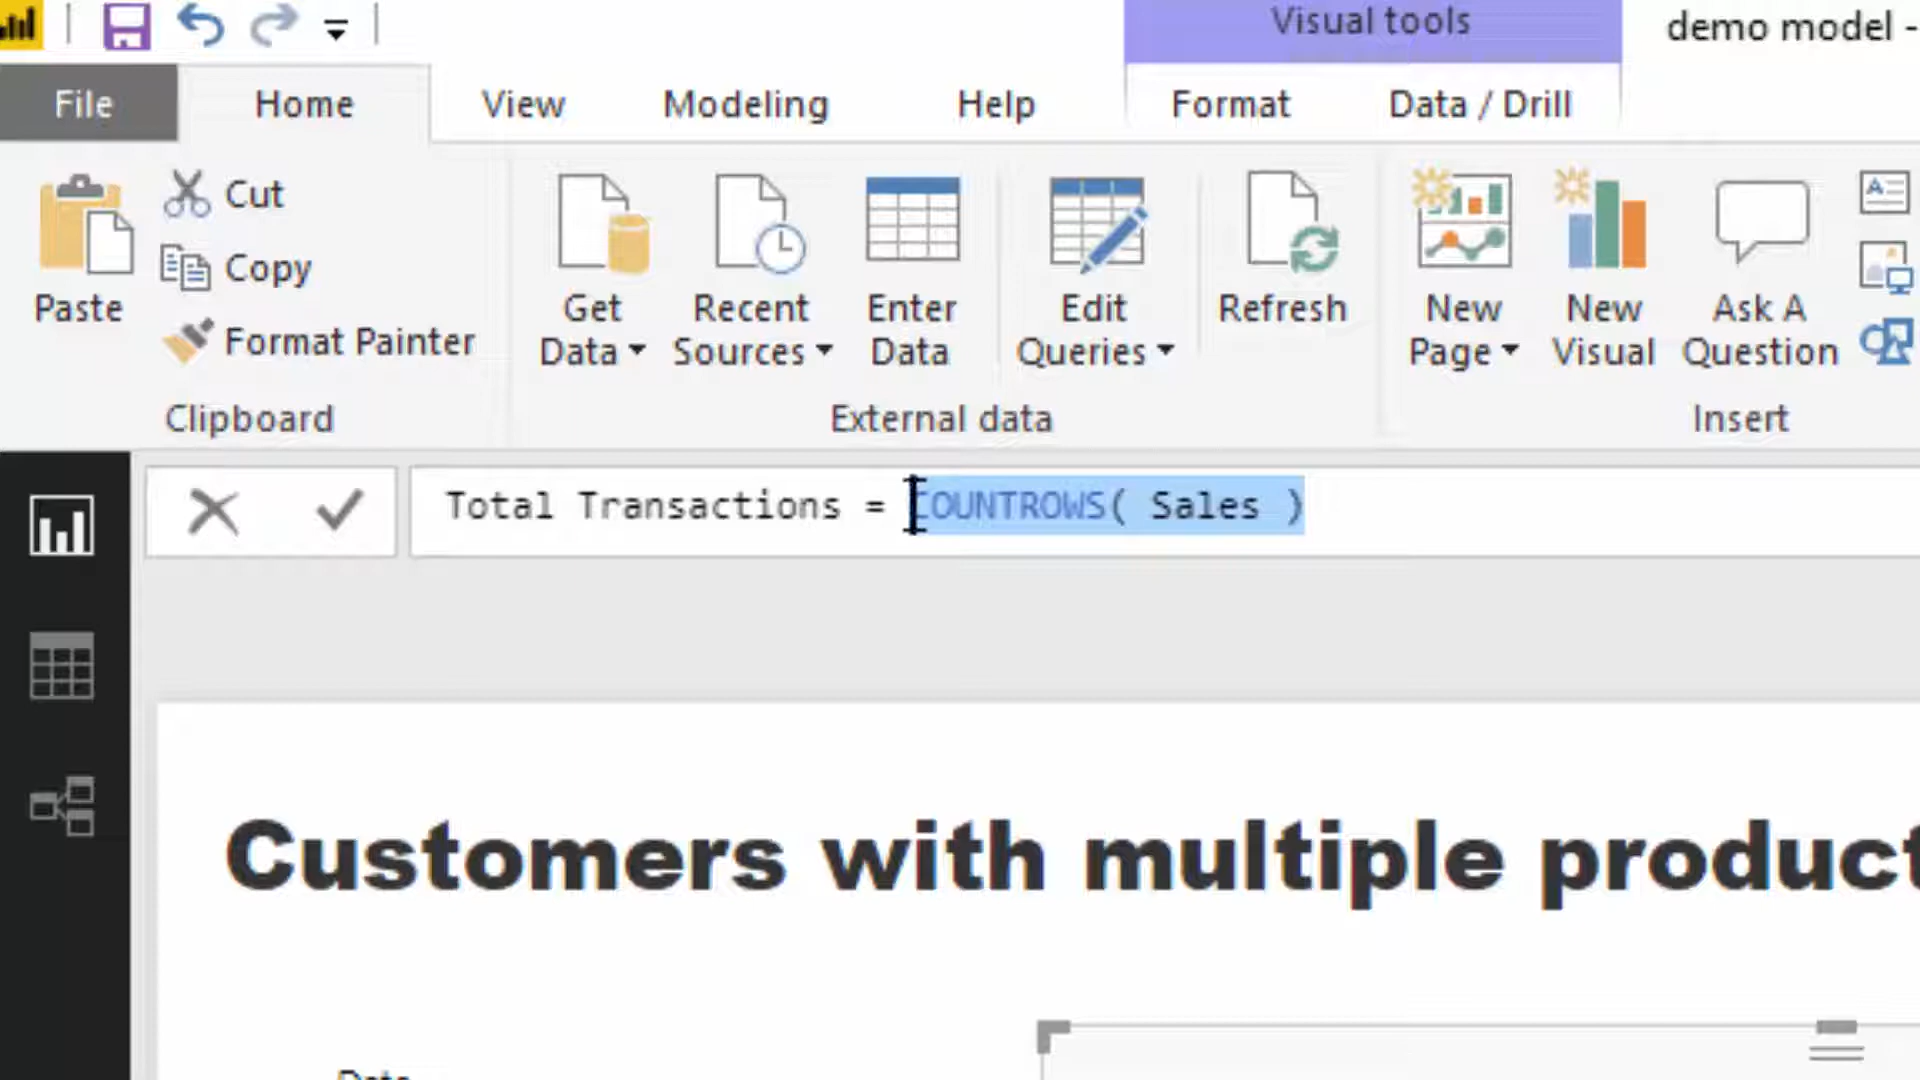 Visual tools
demo model -
File
Home
View
Modeling
Help
Format
Data / Drill
Paste
Cut
Copy
Format Painter
Clipboard
Get Data
Recent Sources
Enter Data
Edit Queries
External data
Refresh
New Page
New Visual
Ask A Question
Insert
Total Transactions = COUNTROWS( Sales )
Customers with multiple product
Date